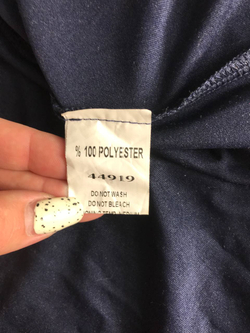 % 100 POLYESTER
44919
DO NOT WASH
DO NOT BLEACH